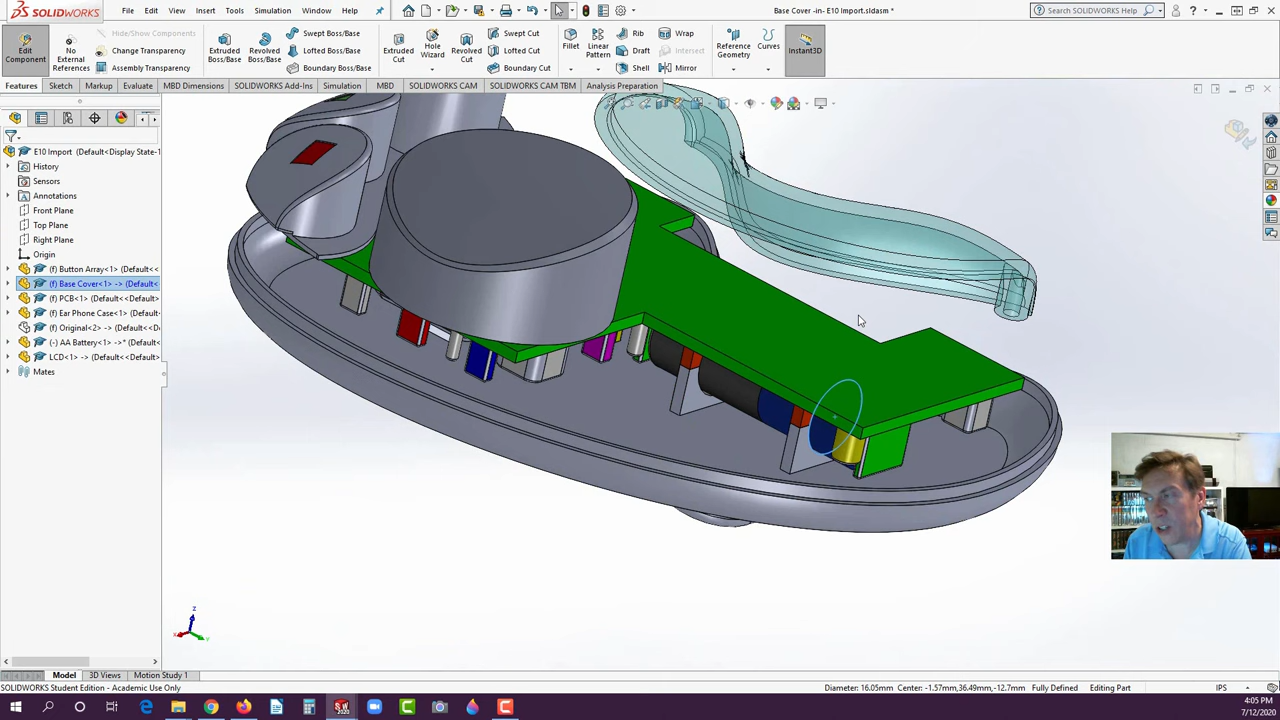 SOLIDWORKS
File Edit View Insert Tools Simulation Window Help
Base Cover -in- E10 Import.sldasm *
Search SOLIDWORKS Help
Edit Component
No External References
Hide/Show Components
Change Transparency
Assembly Transparency
Extruded Boss/Base
Revolved Boss/Base
Swept Boss/Base
Lofted Boss/Base
Boundary Boss/Base
Extruded Cut
Hole Wizard
Revolved Cut
Swept Cut
Lofted Cut
Boundary Cut
Fillet
Linear Pattern
Rib
Draft
Shell
Wrap
Intersect
Mirror
Reference Geometry
Curves
Instant3D
Features Sketch Markup Evaluate MBD Dimensions SOLIDWORKS Add-Ins Simulation MBD SOLIDWORKS CAM SOLIDWORKS CAM TBM Analysis Preparation
E10 Import (Default<Display State-1
History
Sensors
Annotations
Front Plane
Top Plane
Right Plane
Origin
(f) Button Array<1> (Default<<
(f) Base Cover<1> -> (Default<
(f) PCB<1> (Default<<Default>
(f) Ear Phone Case<1> (Default
(f) Original<2> -> (Default<<D
(-) AA Battery<1> ->* (Default
LCD<1> -> (Default<<Default>
Mates
z
x
y
Model 3D Views Motion Study 1
SOLIDWORKS Student Edition - Academic Use Only
Diameter: 16.05mm Center: -1.57mm,36.49mm,-12.7mm Fully Defined Editing Part IPS
4:05 PM
7/12/2020